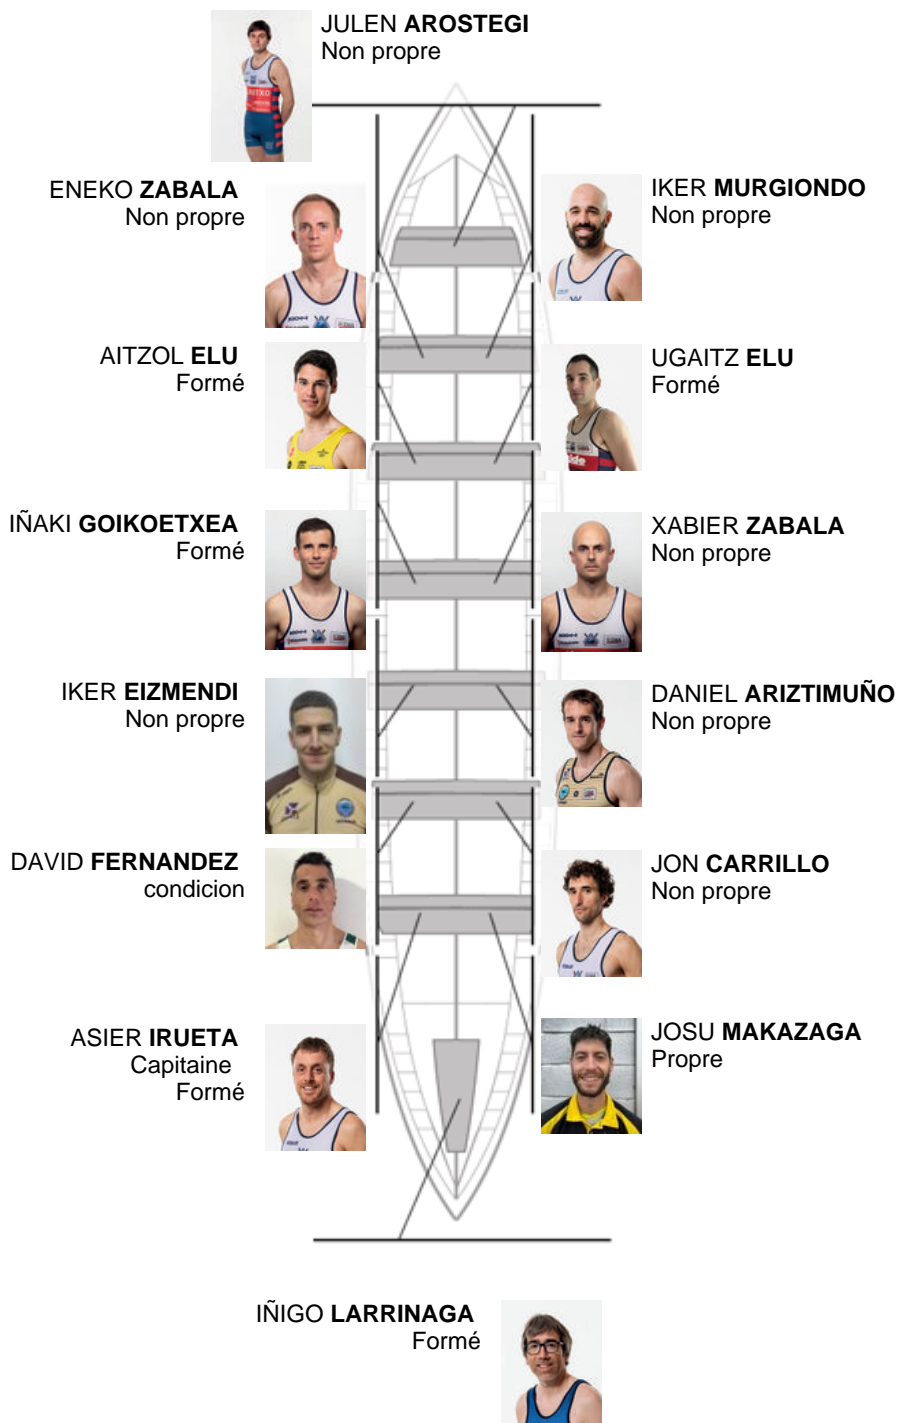 JULEN AROSTEGI
Non propre
ENEKO ZABALA
Non propre
IKER MURGIONDO
Non propre
AITZOL ELU
Formé
UGAITZ ELU
Formé
IÑAKI GOIKOETXEA
Formé
XABIER ZABALA
Non propre
IKER EIZMENDI
Non propre
DANIEL ARIZTIMUÑO
Non propre
DAVID FERNANDEZ
condicion
JON CARRILLO
Non propre
ASIER IRUETA
Capitaine
Formé
JOSU MAKAZAGA
Propre
IÑIGO LARRINAGA
Formé